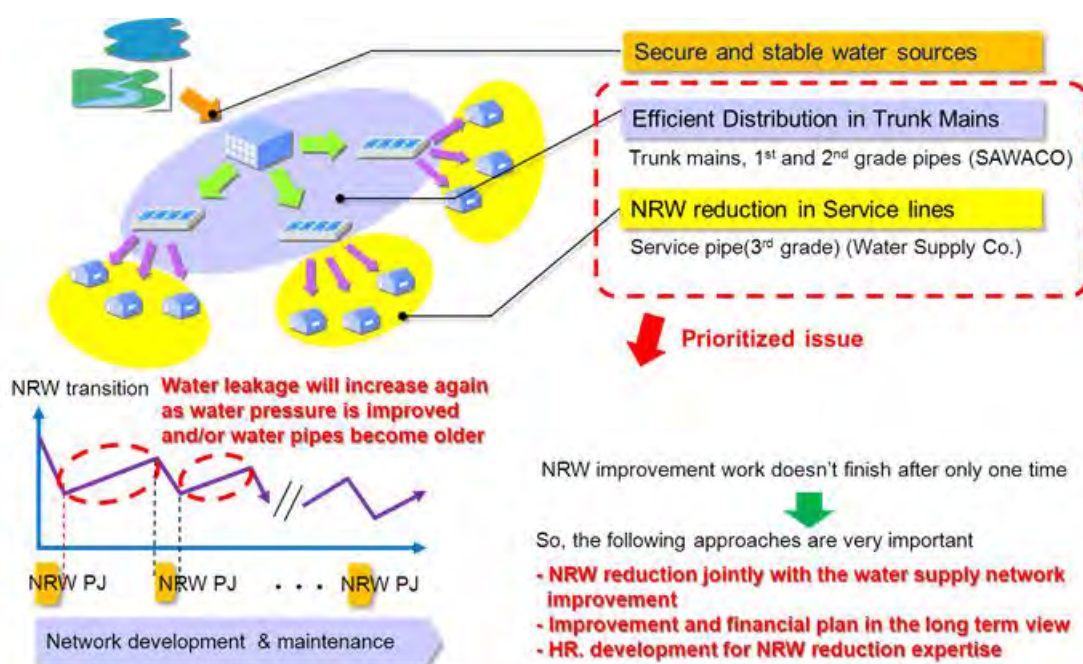 Secure and stable water sources
Efficient Distribution in Trunk Mains
Trunk mains, 1st and 2nd grade pipes (SAWACO)
NRW reduction in Service lines
Service pipe(3rd grade) (Water Supply Co.)
Prioritized issue
NRW transition
Water leakage will increase again
as water pressure is improved
and/or water pipes become older
NRW PJ
NRW PJ
• • •
NRW PJ
Network development & maintenance
NRW improvement work doesn't finish after only one time
So, the following approaches are very important
- NRW reduction jointly with the water supply network
improvement
- Improvement and financial plan in the long term view
- HR. development for NRW reduction expertise